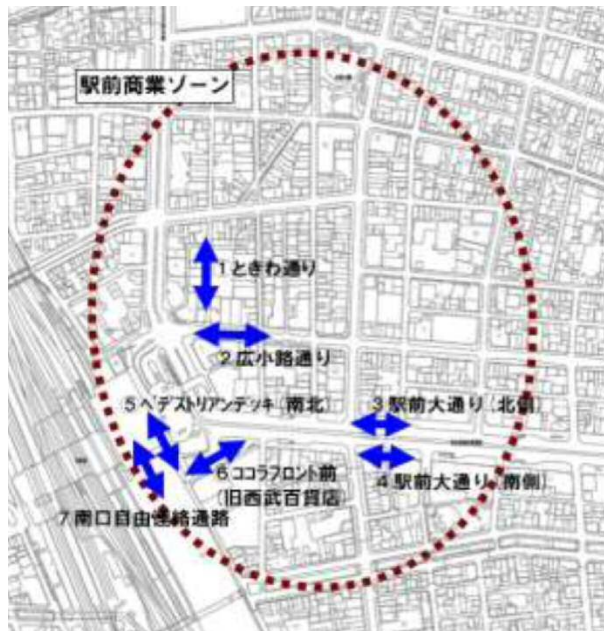 駅前商業ゾーン
1ときわ通り
2広小路通り
5ペデストリアンデッキ(南北)
3駅前大通り(北側)
6ココラフロント前
(旧西武百貨店)
4駅前大通り(南側)
7南口自由連絡通路